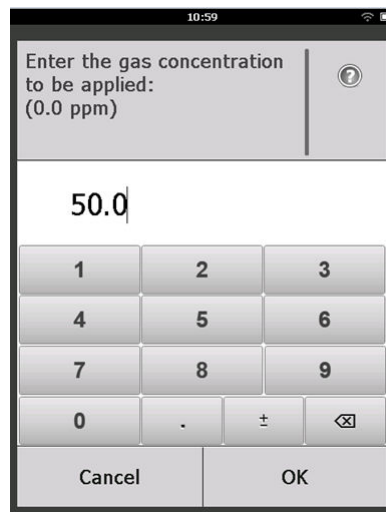 10:59
Enter the gas concentration
to be applied:
(0.0 ppm)
?
50.0
1 2 3
4 5 6
7 8 9
0 . ±
Cancel OK